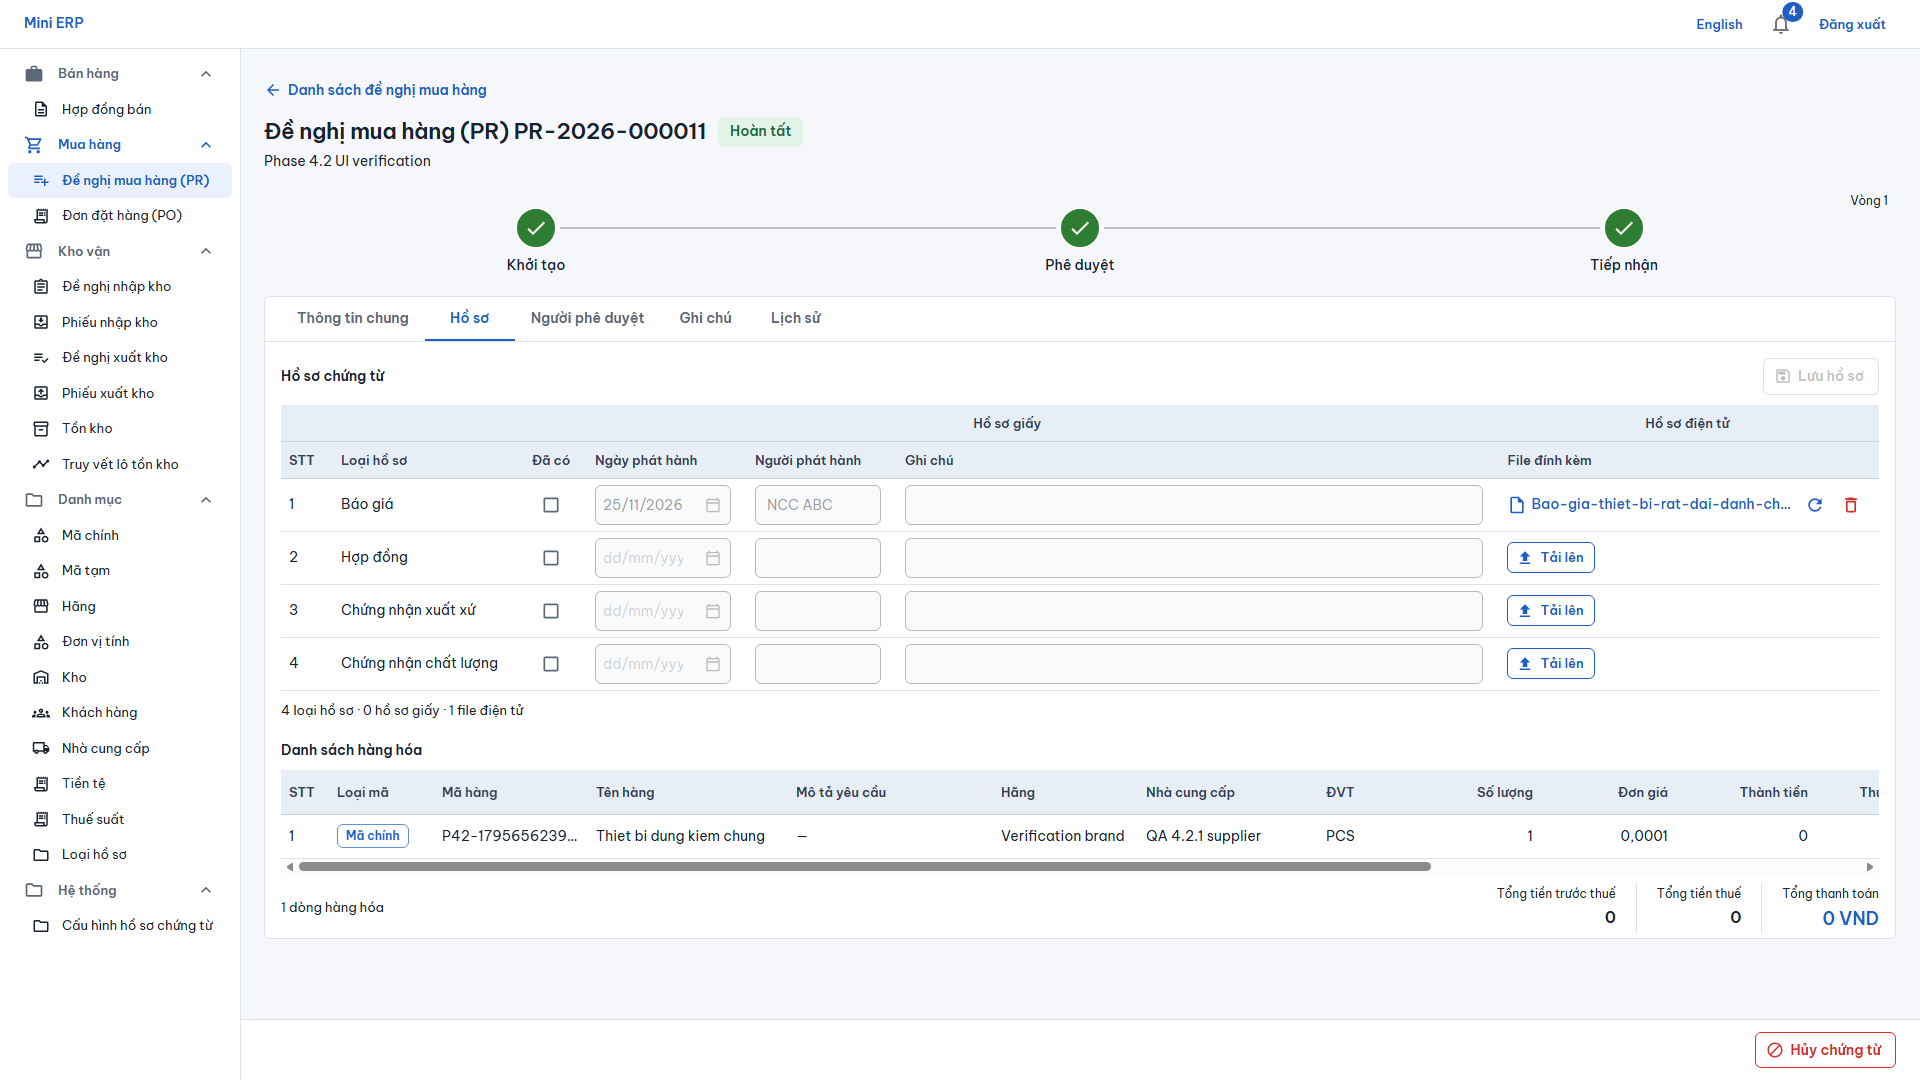 Mini ERP
English
4
Đăng xuất
Bán hàng
Hợp đồng bán
Mua hàng
Đề nghị mua hàng (PR)
Đơn đặt hàng (PO)
Kho vận
Đề nghị nhập kho
Phiếu nhập kho
Đề nghị xuất kho
Phiếu xuất kho
Tồn kho
Truy vết lô tồn kho
Danh mục
Mã chính
Mã tạm
Hãng
Đơn vị tính
Kho
Khách hàng
Nhà cung cấp
Tiền tệ
Thuế suất
Loại hồ sơ
Hệ thống
Cấu hình hồ sơ chứng từ
Danh sách đề nghị mua hàng
Đề nghị mua hàng (PR) PR-2026-000011 Hoàn tất
Phase 4.2 UI verification
Vòng 1
Khởi tạo Phê duyệt Tiếp nhận
Thông tin chung Hồ sơ Người phê duyệt Ghi chú Lịch sử
Hồ sơ chứng từ Lưu hồ sơ
Hồ sơ giấy Hồ sơ điện tử
STT Loại hồ sơ Đã có Ngày phát hành Người phát hành Ghi chú File đính kèm
1 Báo giá 25/11/2026 NCC ABC Bao-gia-thiet-bi-rat-dai-danh-ch...
2 Hợp đồng dd/mm/yyy Tải lên
3 Chứng nhận xuất xứ dd/mm/yyy Tải lên
4 Chứng nhận chất lượng dd/mm/yyy Tải lên
4 loại hồ sơ · 0 hồ sơ giấy · 1 file điện tử
Danh sách hàng hóa
STT Loại mã Mã hàng Tên hàng Mô tả yêu cầu Hãng Nhà cung cấp ĐVT Số lượng Đơn giá Thành tiền
1 Mã chính P42-1795656239... Thiet bi dung kiem chung — Verification brand QA 4.2.1 supplier PCS 1 0,0001 0
1 dòng hàng hóa
Tổng tiền trước thuế Tổng tiền thuế Tổng thanh toán
0 0 0 VND
Hủy chứng từ